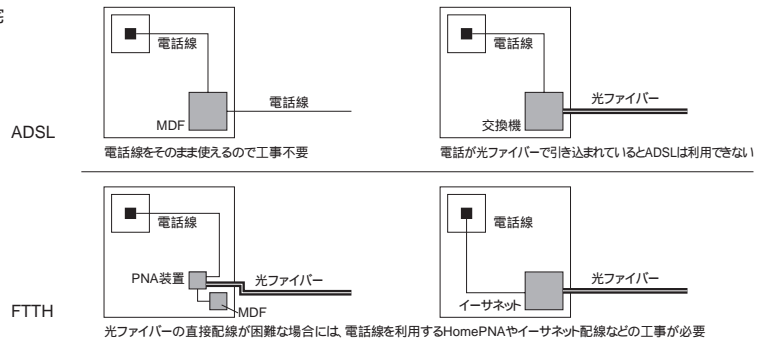 宅
ADSL
電話線
MDF
電話線
電話線をそのまま使えるので工事不要
電話線
交換機
光ファイバー
電話が光ファイバーで引き込まれているとADSLは利用できない
FTTH
電話線
PNA装置
光ファイバー
MDF
電話線
イーサネット
光ファイバー
光ファイバーの直接配線が困難な場合には、電話線を利用するHomePNAやイーサネット配線などの工事が必要